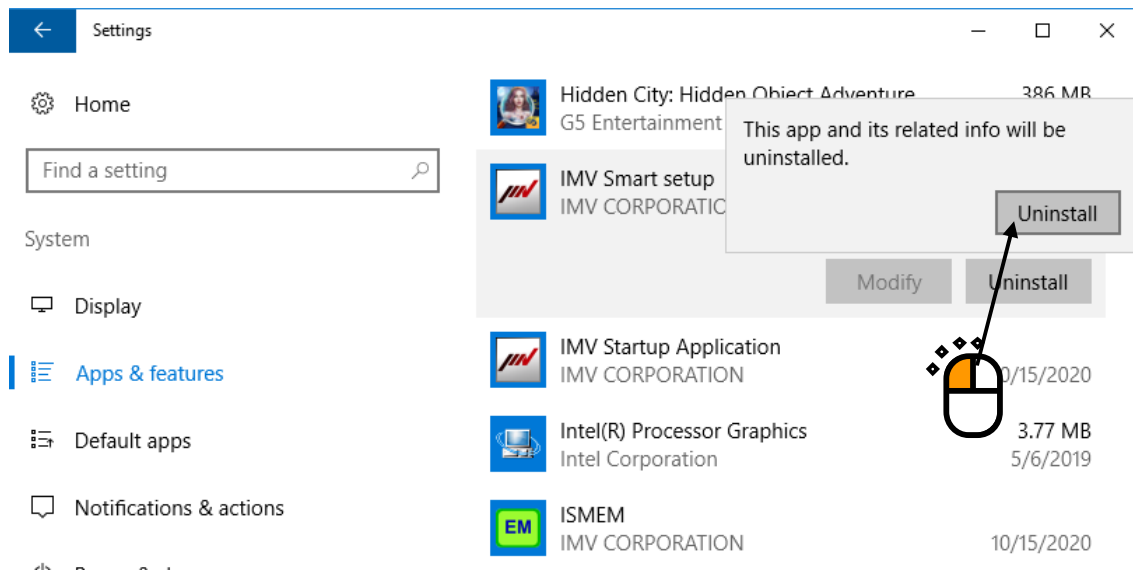 Settings
Home
Find a setting
System
Display
Apps & features
Default apps
Notifications & actions
Hidden City: Hidden Object Adventure
386 MB
G5 Entertainment
This app and its related info will be
uninstalled.
Uninstall
IMV Smart setup
IMV CORPORATIO
Modify
Uninstall
IMV Startup Application
IMV CORPORATION
0/15/2020
Intel(R) Processor Graphics
3.77 MB
Intel Corporation
5/6/2019
EM
ISMEM
IMV CORPORATION
10/15/2020